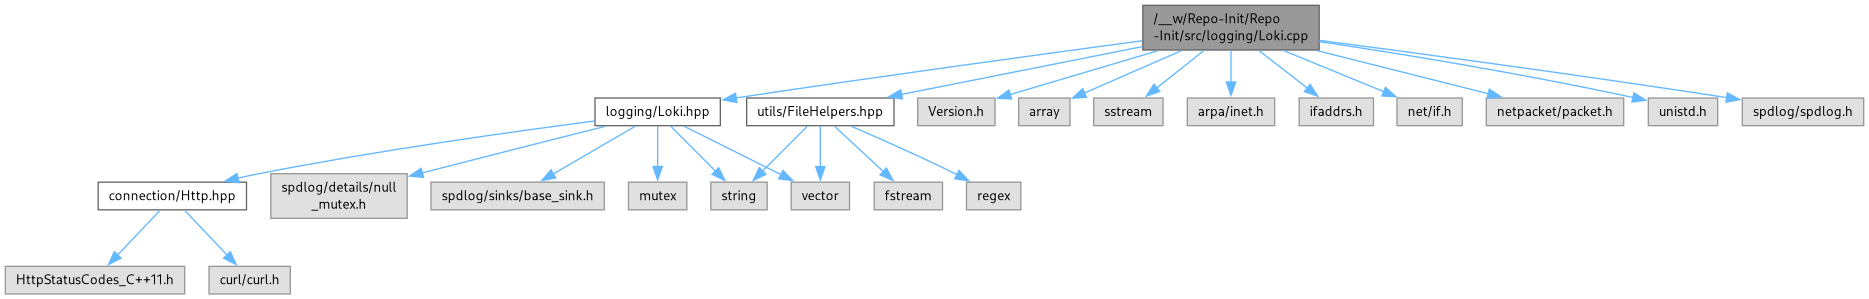 /__w/Repo-Init/Repo
-Init/src/logging/Loki.cpp
logging/Loki.hpp
utils/FileHelpers.hpp
Version.h
array
sstream
arpa/inet.h
ifaddrs.h
net/if.h
netpacket/packet.h
unistd.h
spdlog/spdlog.h
connection/Http.hpp
spdlog/details/null
_mutex.h
spdlog/sinks/base_sink.h
mutex
string
vector
fstream
regex
HttpStatusCodes_C++11.h
curl/curl.h